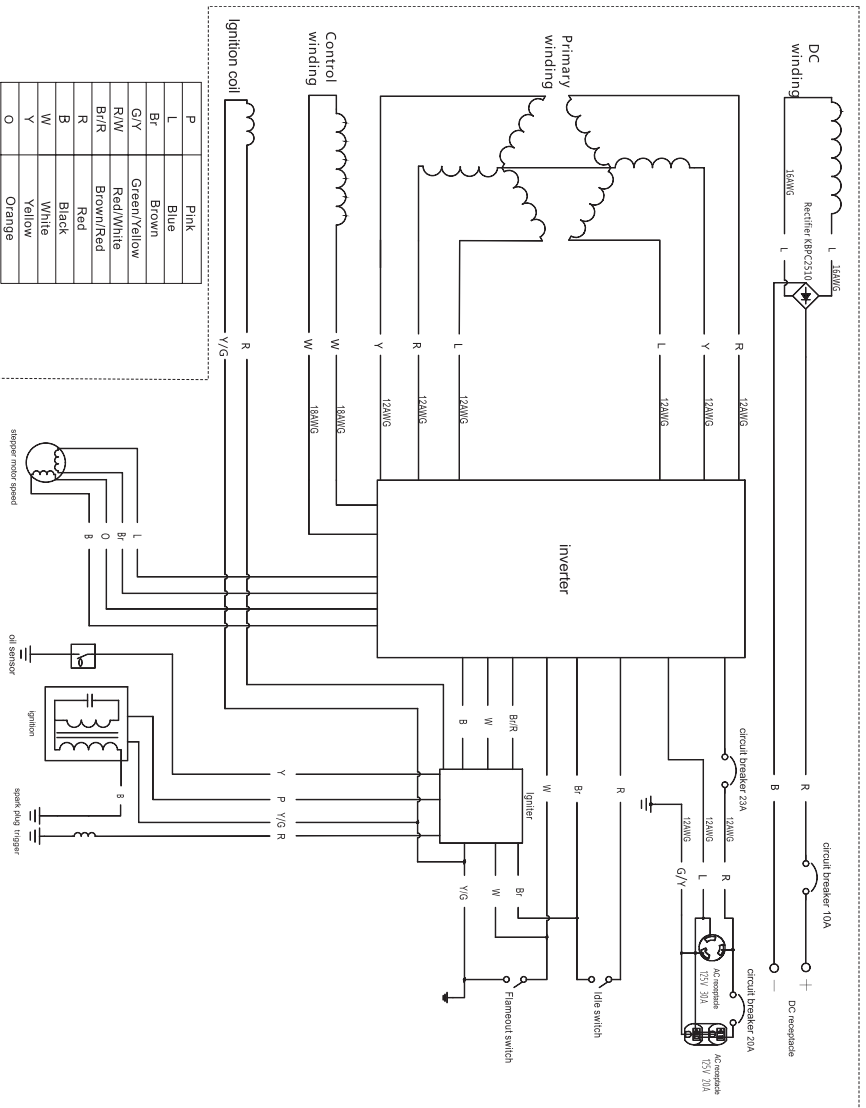 DC
winding
16AWG
16AWG
L
L
Rectifier KBPC2510
R
B
circuit breaker 10A
+
—
DC receptacle
Primary
winding
R
Y
L
L
R
Y
12AWG
12AWG
12AWG
12AWG
12AWG
12AWG
Control
winding
W
W
18AWG
18AWG
Ignition coil
R
Y/G
inverter
circuit breaker 23A
12AWG
12AWG
12AWG
R
L
G/Y
circuit breaker 20A
AC receptacle
125V 30A
AC receptacle
125V 20A
R
Br
W
Idle switch
Flameout switch
Br/R
W
B
Igniter
Br
W
Y/G
Y
P
Y/G
R
L
Br
O
B
stepper motor speed
oil sensor
ignition
B
spark plug trigger
P Pink
L Blue
Br Brown
G/Y Green/Yellow
R/W Red/White
Br/R Brown/Red
R Red
B Black
W White
Y Yellow
O Orange